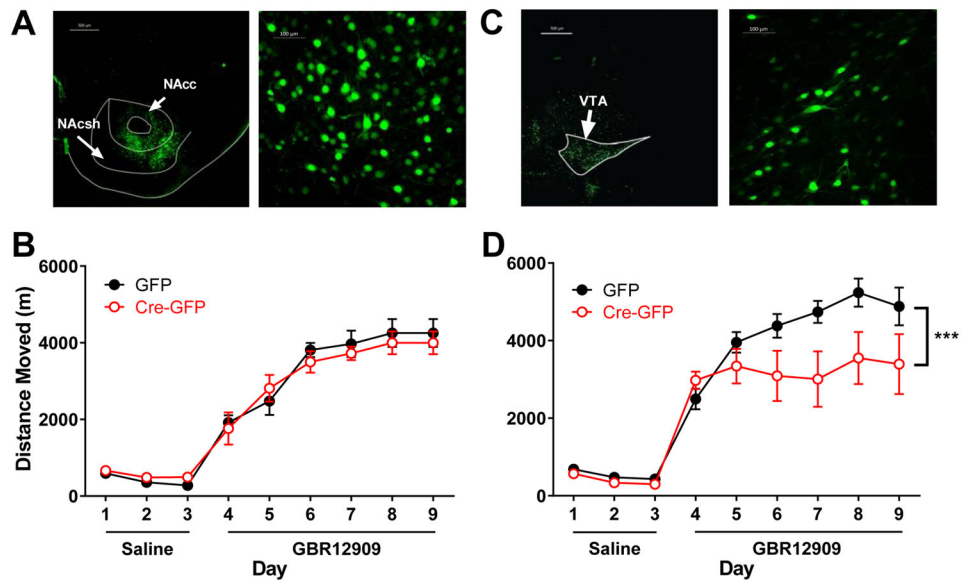 A
500 μm
NAcc
NAcsh
100 μm
C
500 μm
VTA
100 μm
B
Distance Moved (m)
6000
4000
2000
0
GFP
Cre-GFP
1 2 3 4 5 6 7 8 9
Saline
GBR12909
Day
D
6000
4000
2000
0
GFP
Cre-GFP
***
1 2 3 4 5 6 7 8 9
Saline
GBR12909
Day